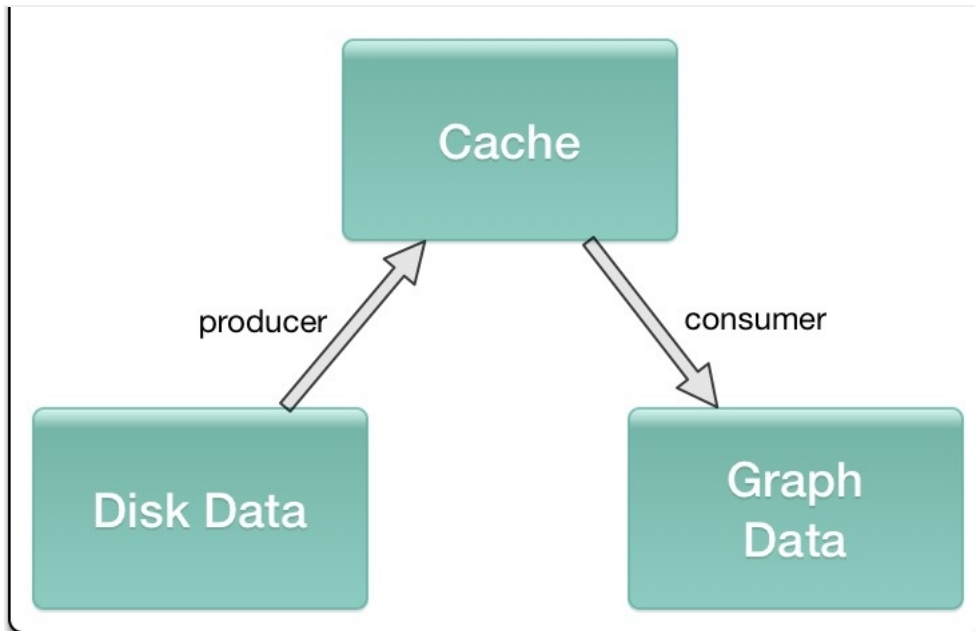 Cache
producer
consumer
Disk Data
Graph
Data